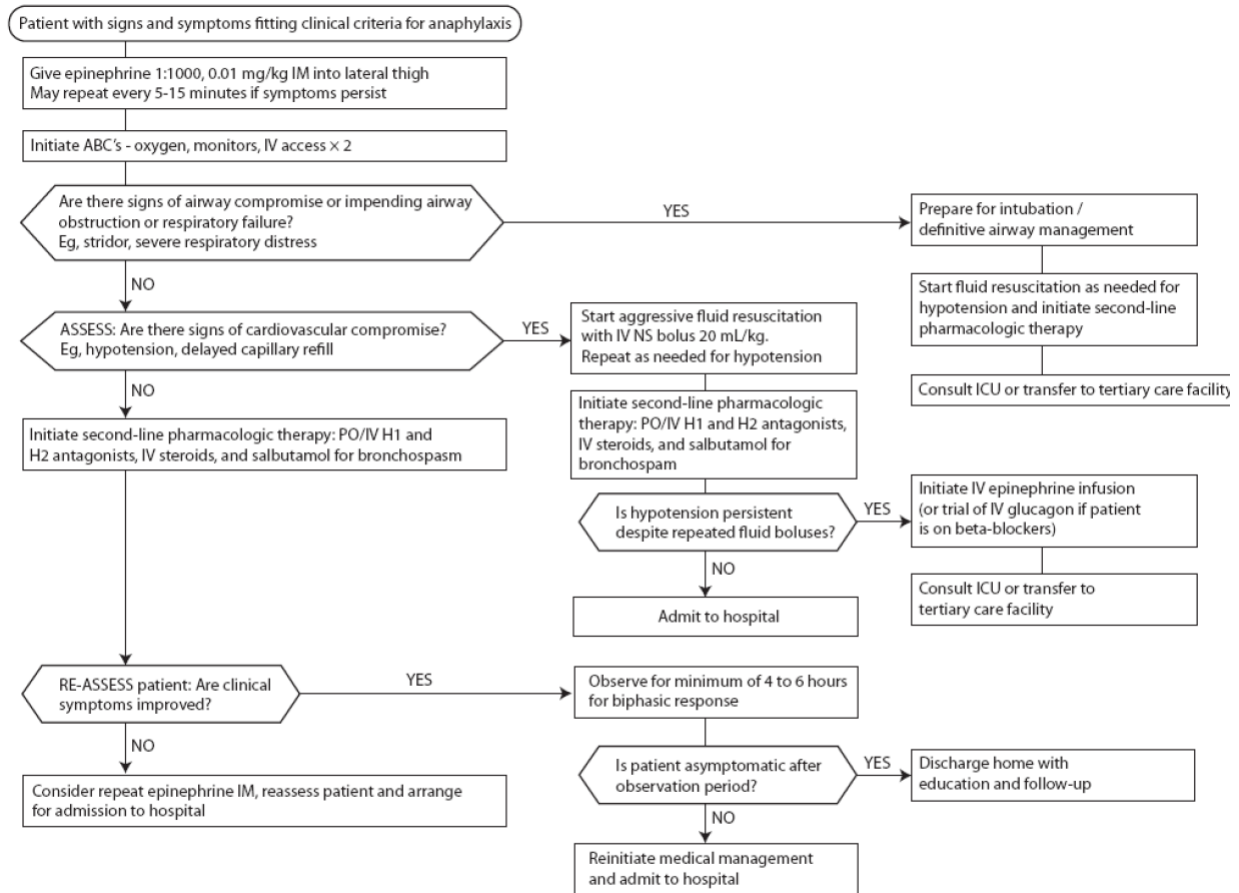 Patient with signs and symptoms fitting clinical criteria for anaphylaxis
Give epinephrine 1:1000, 0.01 mg/kg IM into lateral thigh
May repeat every 5-15 minutes if symptoms persist
Initiate ABC's - oxygen, monitors, IV access × 2
Are there signs of airway compromise or impending airway
obstruction or respiratory failure?
Eg, stridor, severe respiratory distress
YES
Prepare for intubation /
definitive airway management
Start fluid resuscitation as needed for
hypotension and initiate second-line
pharmacologic therapy
Consult ICU or transfer to tertiary care facility
NO
ASSESS: Are there signs of cardiovascular compromise?
Eg, hypotension, delayed capillary refill
YES
Start aggressive fluid resuscitation
with IV NS bolus 20 mL/kg.
Repeat as needed for hypotension
Initiate second-line pharmacologic
therapy: PO/IV H1 and H2 antagonists,
IV steroids, and salbutamol for
bronchospam
Is hypotension persistent
despite repeated fluid boluses?
YES
Initiate IV epinephrine infusion
(or trial of IV glucagon if patient
is on beta-blockers)
Consult ICU or transfer to
tertiary care facility
NO
Admit to hospital
NO
Initiate second-line pharmacologic therapy: PO/IV H1 and
H2 antagonists, IV steroids, and salbutamol for bronchospasm
RE-ASSESS patient: Are clinical
symptoms improved?
YES
Observe for minimum of 4 to 6 hours
for biphasic response
Is patient asymptomatic after
observation period?
YES
Discharge home with
education and follow-up
NO
Reinitiate medical management
and admit to hospital
NO
Consider repeat epinephrine IM, reassess patient and arrange
for admission to hospital